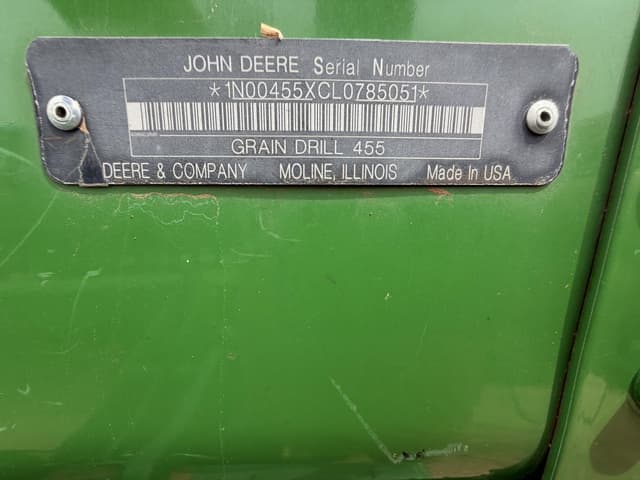 JOHN DEERE Serial Number
*1N00455XCL0785051*
GRAIN DRILL 455
DEERE & COMPANY MOLINE, ILLINOIS Made In USA